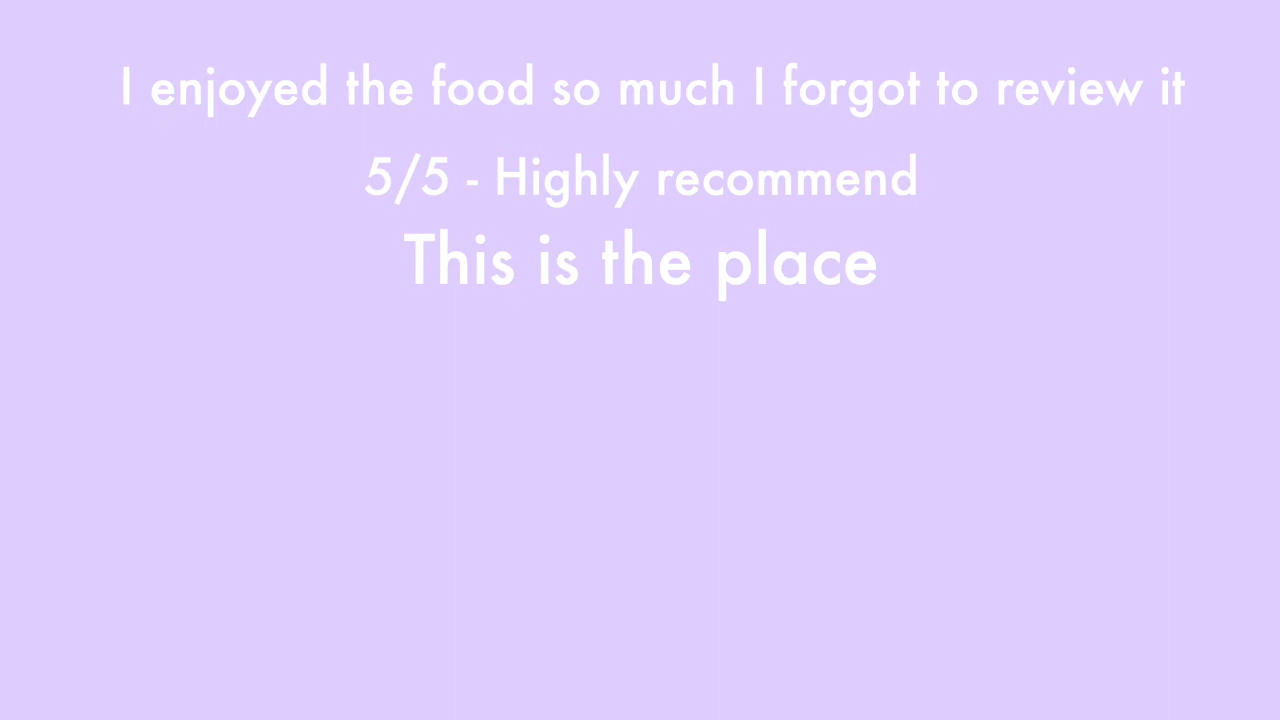 I enjoyed the food so much I forgot to review it
5/5 - Highly recommend
This is the place